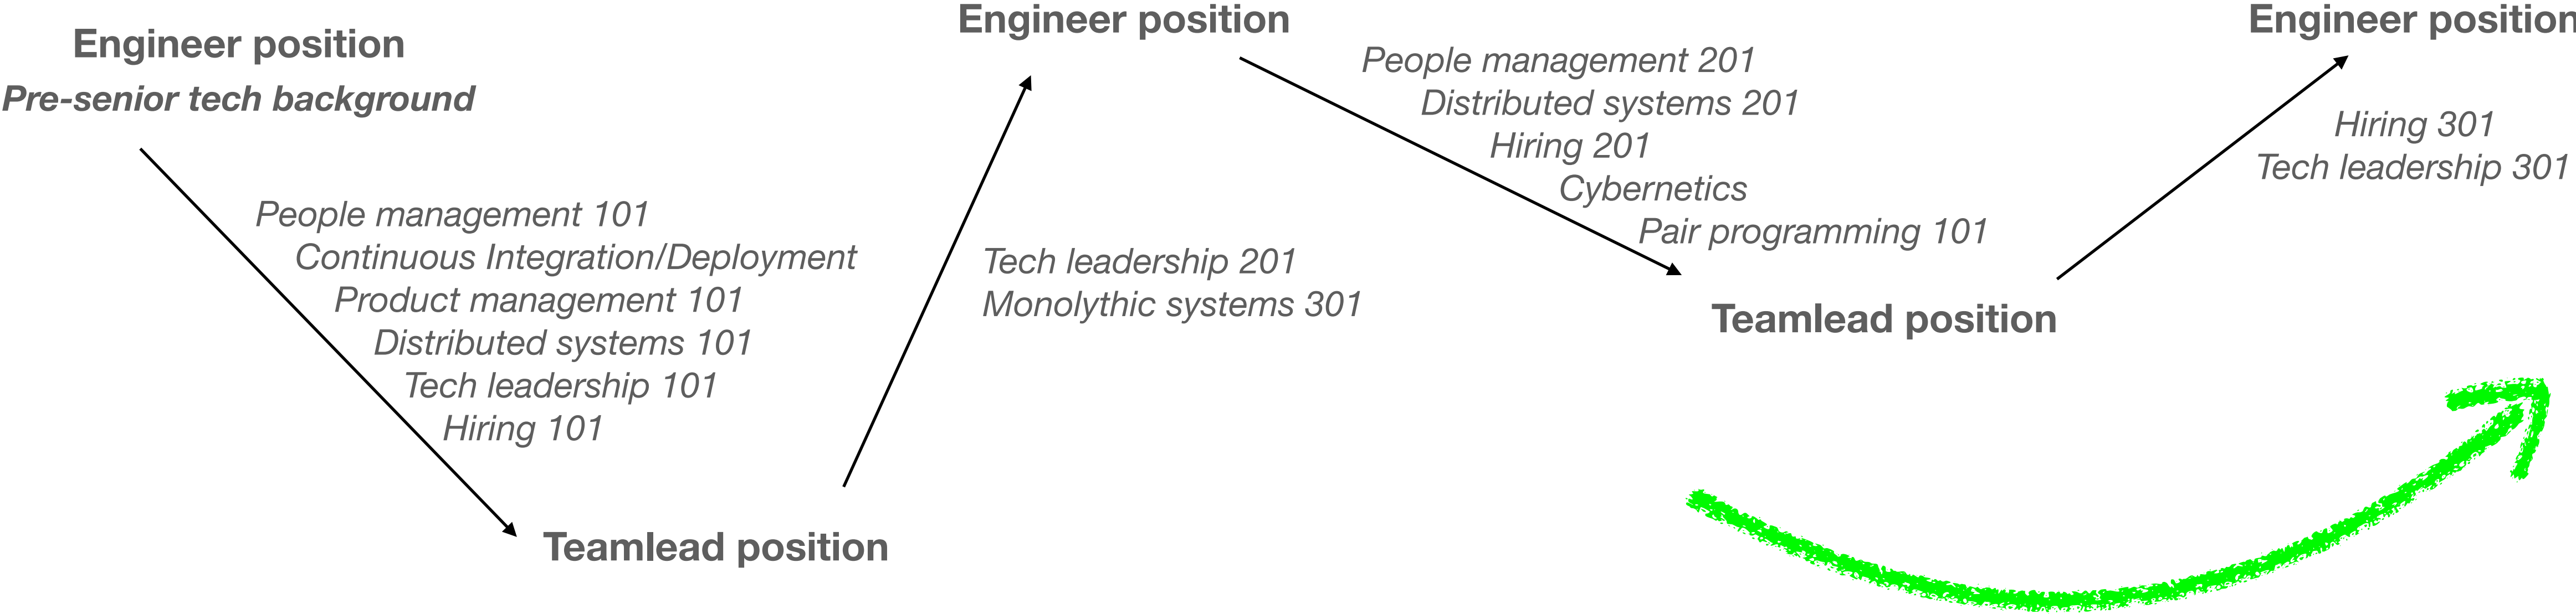 Engineer position
Pre-senior tech background
People management 101
Continuous Integration/Deployment
Product management 101
Distributed systems 101
Tech leadership 101
Hiring 101
Teamlead position
Engineer position
Tech leadership 201
Monolythic systems 301
People management 201
Distributed systems 201
Hiring 201
Cybernetics
Pair programming 101
Teamlead position
Engineer position
Hiring 301
Tech leadership 301